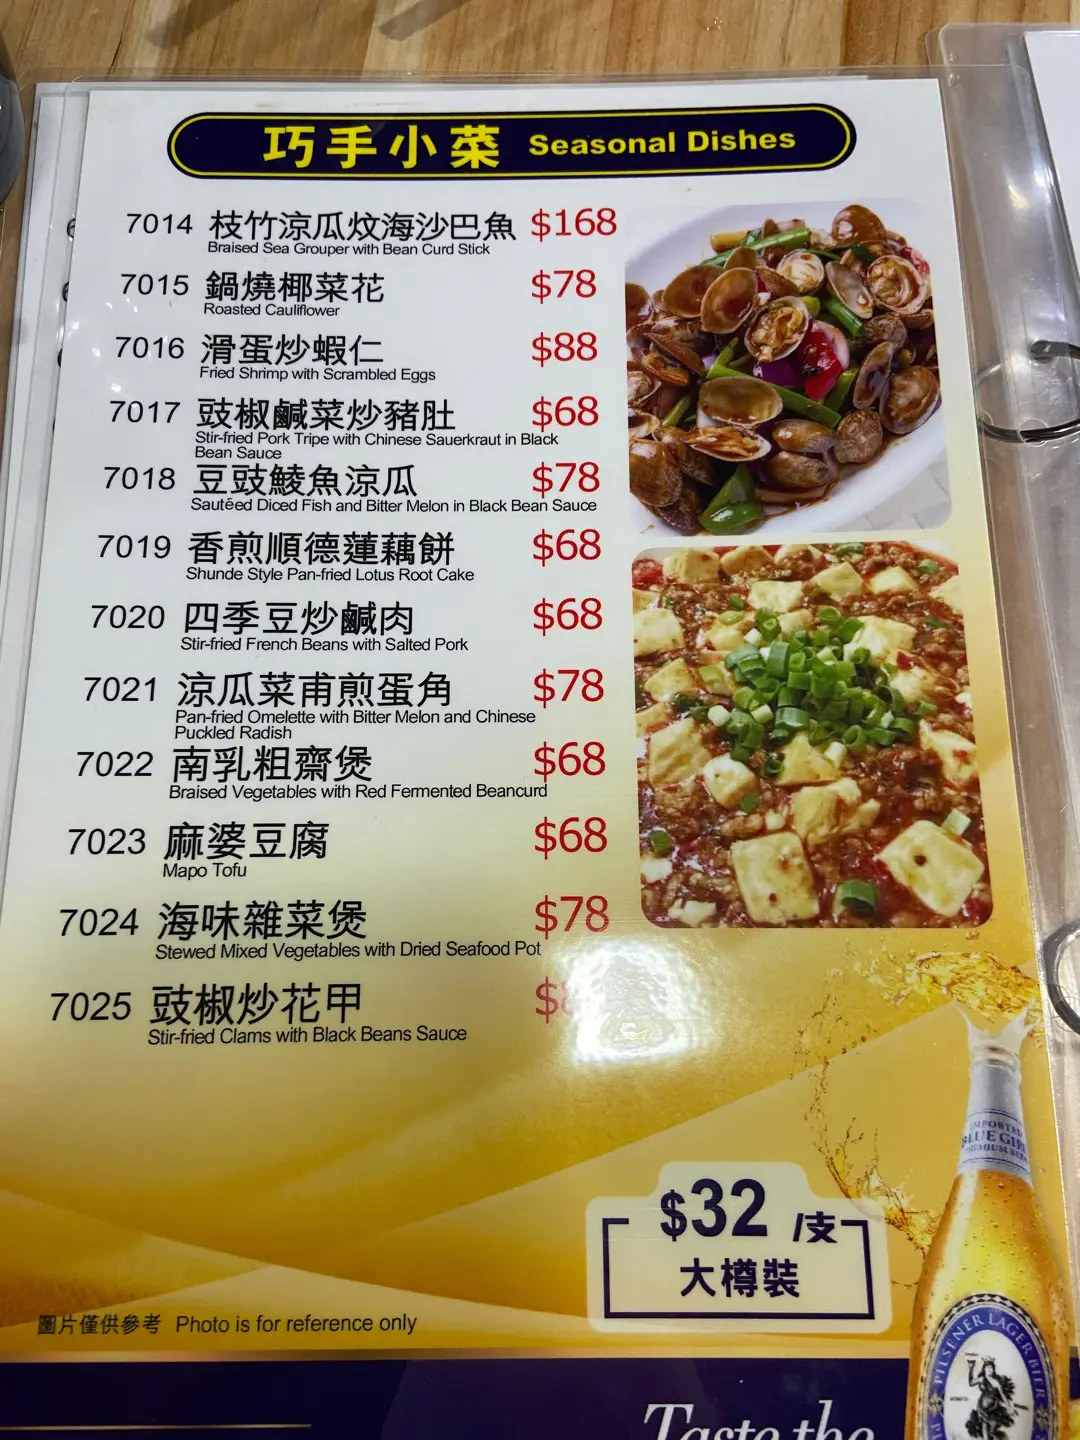 巧手小菜 Seasonal Dishes
7014 枝竹涼瓜炆海沙巴魚 $168
Braised Sea Grouper with Bean Curd Stick
7015 鍋燒椰菜花 $78
Roasted Cauliflower
7016 滑蛋炒蝦仁 $88
Fried Shrimp with Scrambled Eggs
7017 豉椒鹹菜炒豬肚 $68
Stir-fried Pork Tripe with Chinese Sauerkraut in Black
Bean Sauce
7018 豆豉鯪魚涼瓜 $78
Sautéed Diced Fish and Bitter Melon in Black Bean Sauce
7019 香煎順德蓮藕餅 $68
Shunde Style Pan-fried Lotus Root Cake
7020 四季豆炒鹹肉 $68
Stir-fried French Beans with Salted Pork
7021 涼瓜菜甫煎蛋角 $78
Pan-fried Omelette with Bitter Melon and Chinese
Puckled Radish
7022 南乳粗齋煲 $68
Braised Vegetables with Red Fermented Beancurd
7023 麻婆豆腐 $68
Mapo Tofu
7024 海味雜菜煲 $78
Stewed Mixed Vegetables with Dried Seafood Pot
7025 豉椒炒花甲
Stir-fried Clams with Black Beans Sauce
IMPORTED
BLUE GIRL
PREMIUM BEER
$32 /支
大樽裝
圖片僅供參考 Photo is for reference only
PILSENER LAGER BIER
Taste the